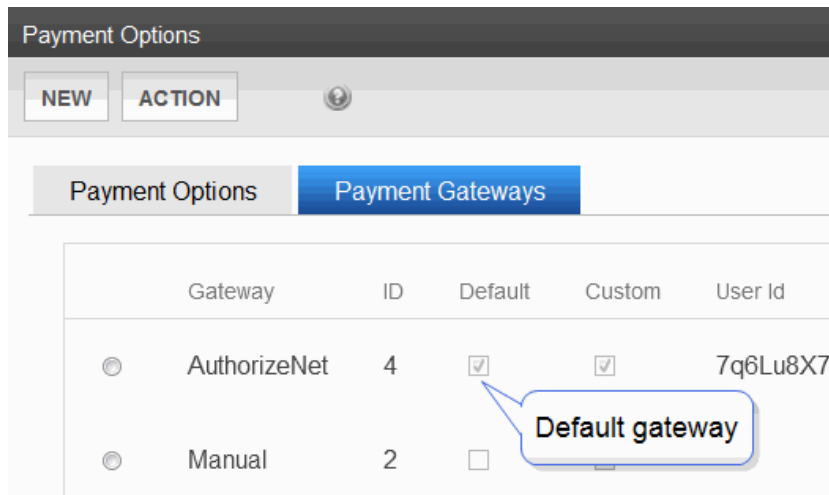 Payment Options
NEW ACTION
Payment Options Payment Gateways
Gateway ID Default Custom User Id
AuthorizeNet 4 7q6Lu8X7
Default gateway
Manual 2